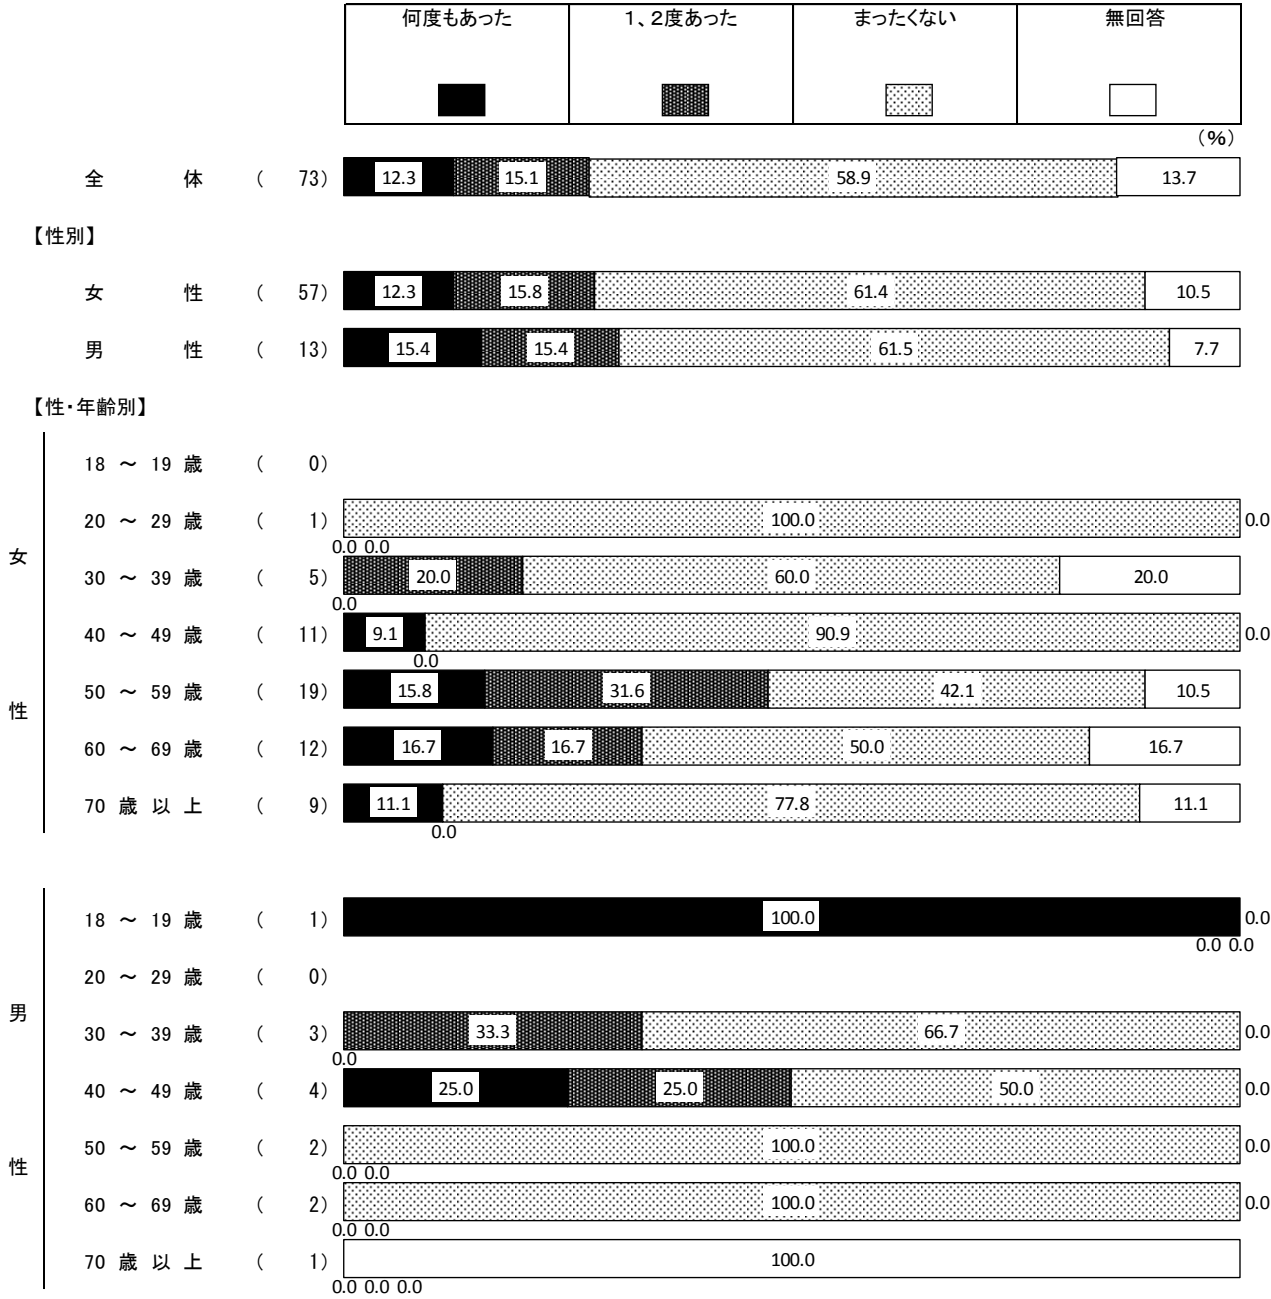 何度もあった １、２度あった まったくない 無回答
(％)
全 体 ( 73) 12.3 15.1 58.9 13.7
【性別】
女 性 ( 57) 12.3 15.8 61.4 10.5
男 性 ( 13) 15.4 15.4 61.5 7.7
【性・年齢別】
女性
18 ～ 19 歳 ( 0)
20 ～ 29 歳 ( 1) 100.0 0.0
0.0 0.0
30 ～ 39 歳 ( 5) 20.0 60.0 20.0
0.0
40 ～ 49 歳 ( 11) 9.1 90.9 0.0
0.0
50 ～ 59 歳 ( 19) 15.8 31.6 42.1 10.5
60 ～ 69 歳 ( 12) 16.7 16.7 50.0 16.7
70 歳 以 上 ( 9) 11.1 77.8 11.1
0.0
男性
18 ～ 19 歳 ( 1) 100.0 0.0
0.0 0.0
20 ～ 29 歳 ( 0)
30 ～ 39 歳 ( 3) 33.3 66.7 0.0
0.0
40 ～ 49 歳 ( 4) 25.0 25.0 50.0 0.0
50 ～ 59 歳 ( 2) 100.0 0.0
0.0 0.0
60 ～ 69 歳 ( 2) 100.0 0.0
0.0 0.0
70 歳 以 上 ( 1) 100.0
0.0 0.0 0.0